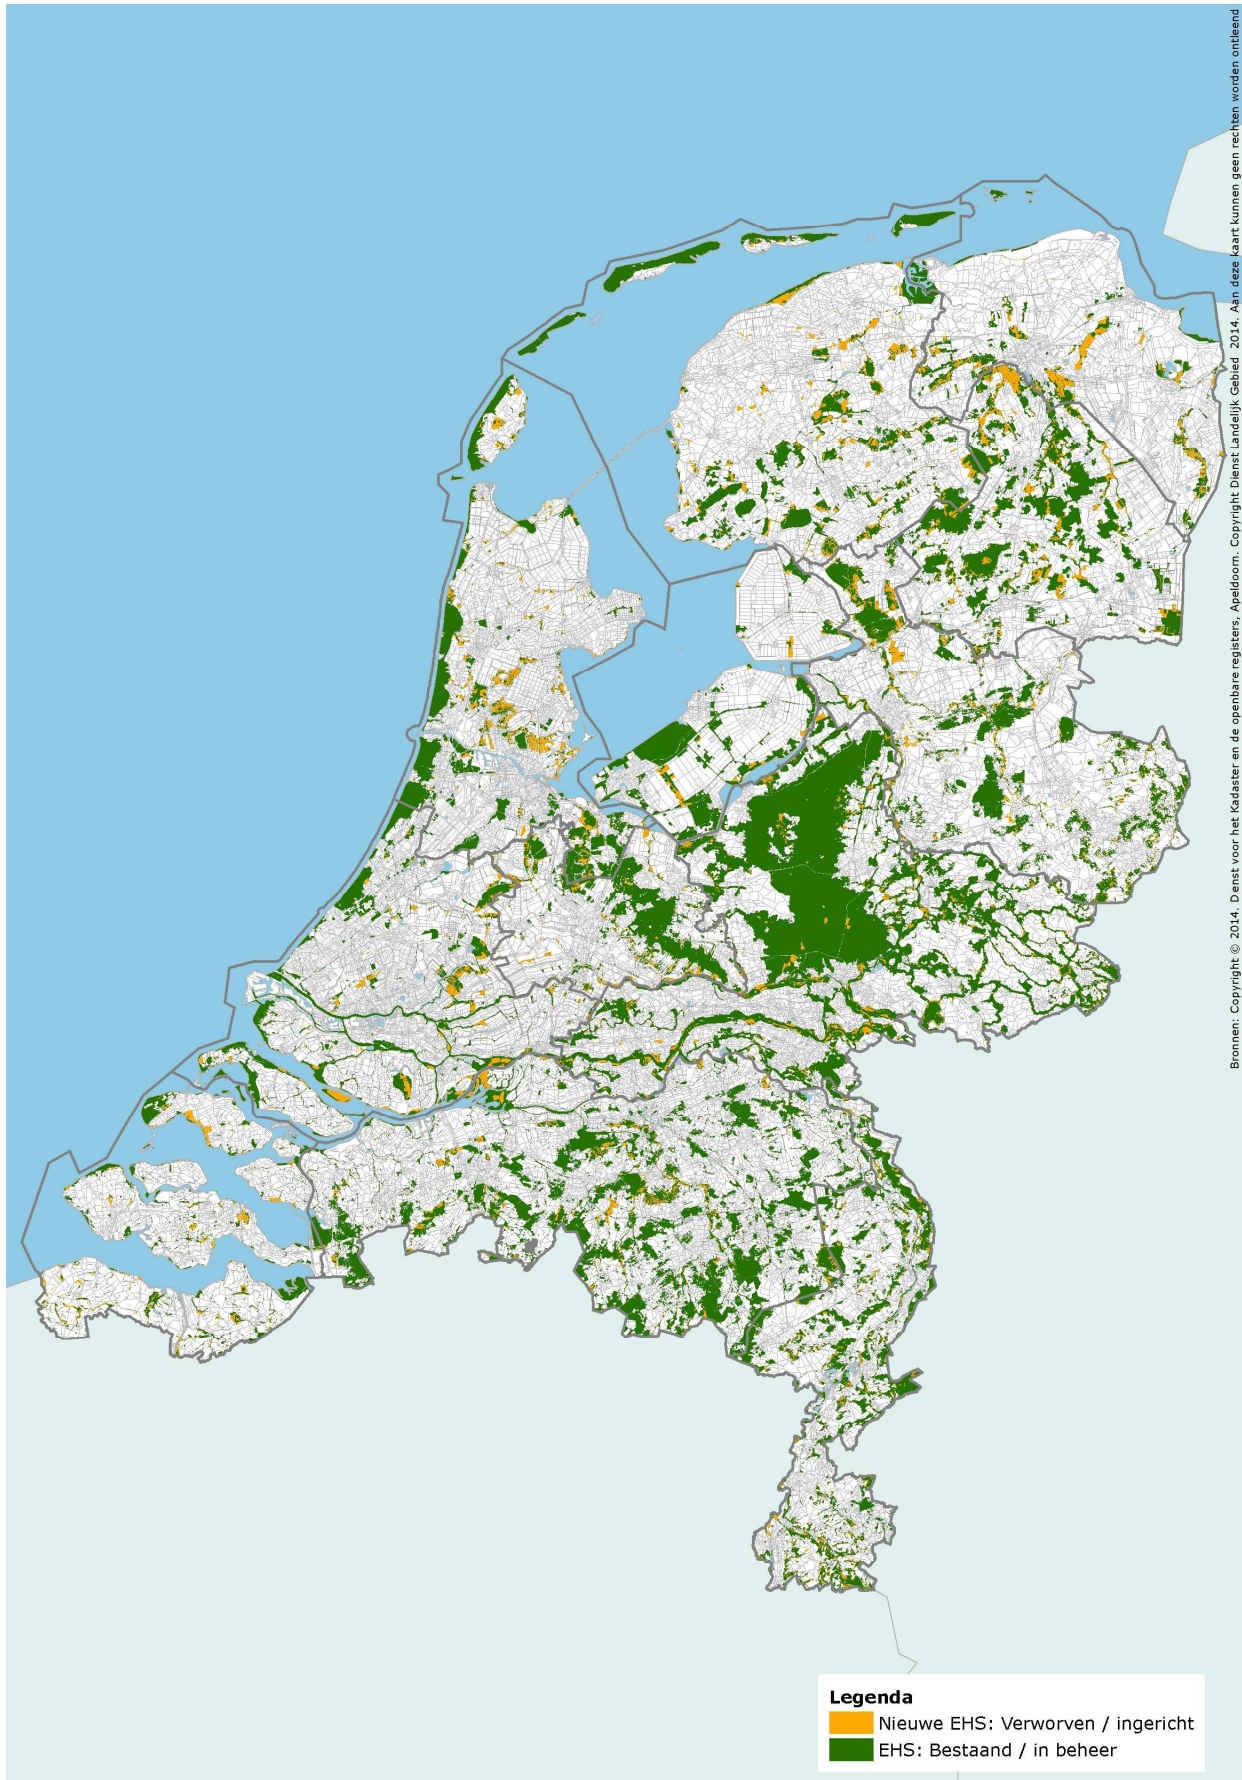 Bronnen: Copyright © 2014. Dienst voor het Kadaster en de openbare registers, Apeldoorn. Copyright Dienst Landelijk Gebied 2014. Aan deze kaart kunnen geen rechten worden ontleend
Legenda
Nieuwe EHS: Verworven / ingericht
EHS: Bestaand / in beheer